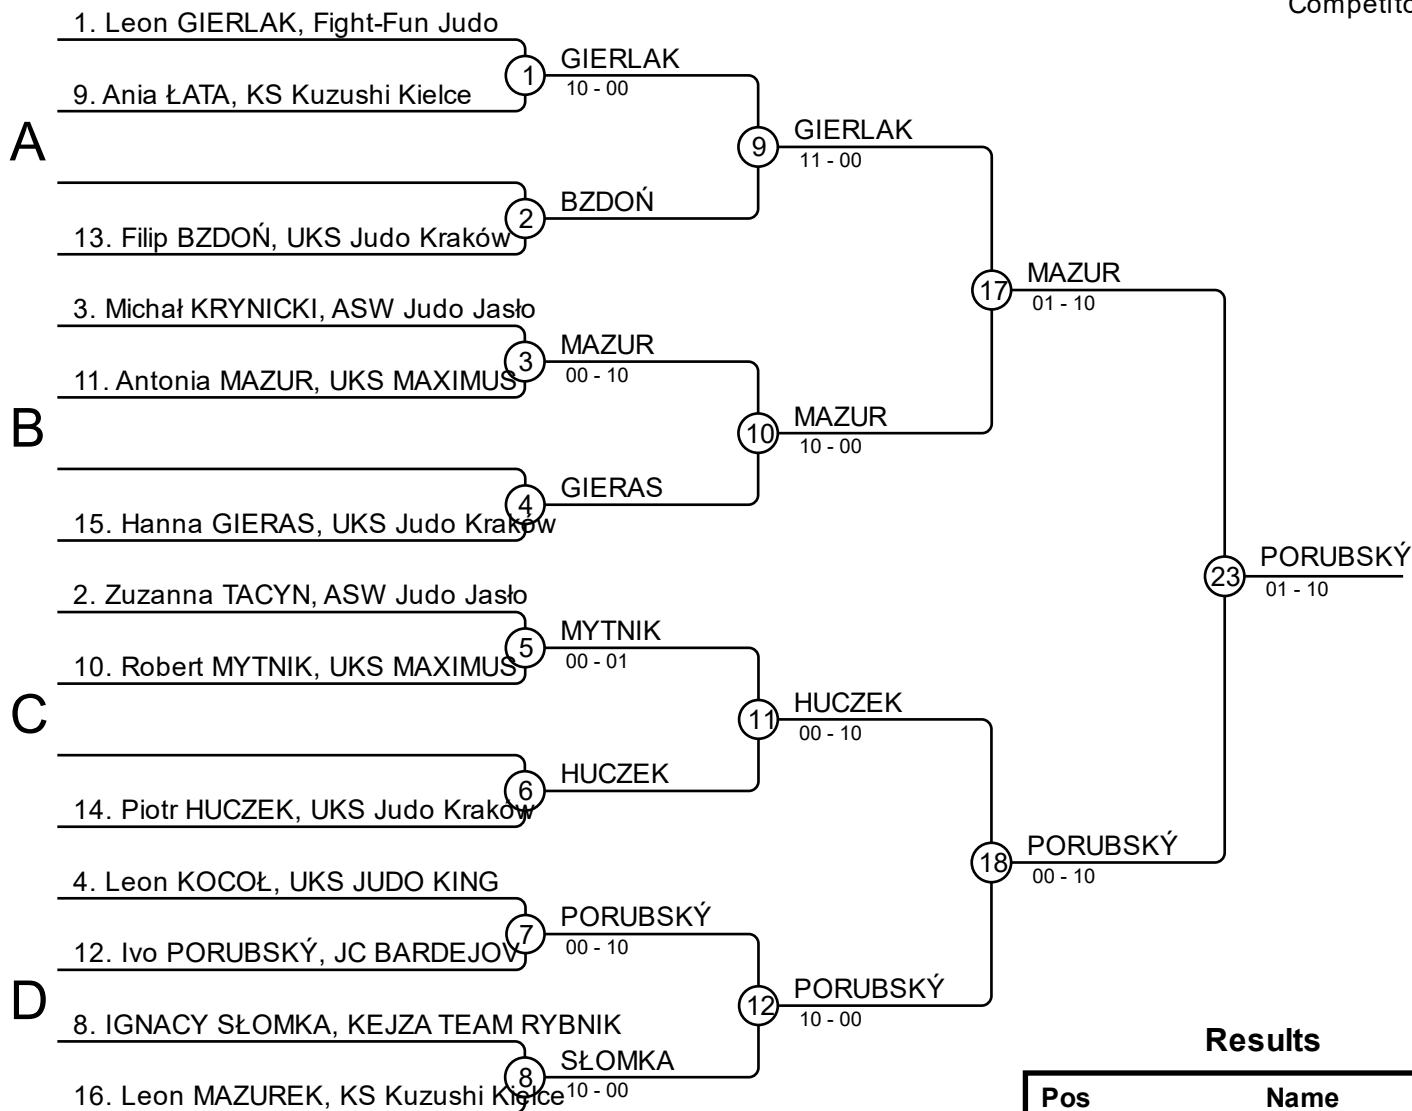 Competito
1. Leon GIERLAK, Fight-Fun Judo
GIERLAK
1
10 - 00
9. Ania ŁATA, KS Kuzushi Kielce
A
GIERLAK
9
11 - 00
BZDOŃ
2
13. Filip BZDOŃ, UKS Judo Kraków
MAZUR
17
01 - 10
3. Michał KRYNICKI, ASW Judo Jasło
MAZUR
3
00 - 10
11. Antonia MAZUR, UKS MAXIMUS
B
MAZUR
10
10 - 00
GIERAS
4
15. Hanna GIERAS, UKS Judo Kraków
PORUBSKÝ
23
01 - 10
2. Zuzanna TACYN, ASW Judo Jasło
MYTNIK
5
00 - 01
10. Robert MYTNIK, UKS MAXIMUS
C
HUCZEK
11
00 - 10
HUCZEK
6
14. Piotr HUCZEK, UKS Judo Kraków
PORUBSKÝ
18
00 - 10
4. Leon KOCOŁ, UKS JUDO KING
PORUBSKÝ
7
00 - 10
12. Ivo PORUBSKÝ, JC BARDEJOV
D
PORUBSKÝ
12
10 - 00
8. IGNACY SŁOMKA, KEJZA TEAM RYBNIK
SŁOMKA
8
10 - 00
16. Leon MAZUREK, KS Kuzushi Kielce
Results
Pos Name